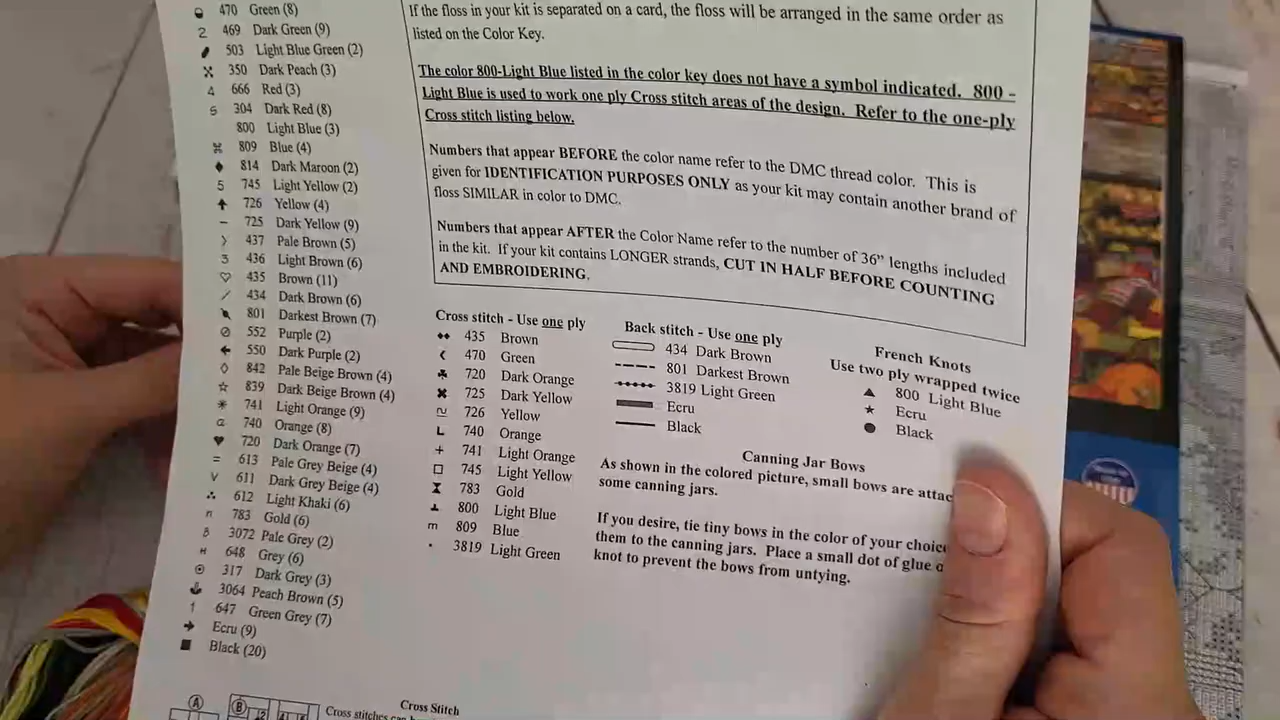 470 Green (8)
2 469 Dark Green (9)
503 Light Blue Green (2)
350 Dark Peach (3)
4 666 Red (3)
5 304 Dark Red (8)
800 Light Blue (3)
⌘ 809 Blue (4)
♦ 814 Dark Maroon (2)
5 745 Light Yellow (2)
↑ 726 Yellow (4)
– 725 Dark Yellow (9)
437 Pale Brown (5)
3 436 Light Brown (6)
♡ 435 Brown (11)
/ 434 Dark Brown (6)
801 Darkest Brown (7)
⊘ 552 Purple (2)
← 550 Dark Purple (2)
◊ 842 Pale Beige Brown (4)
☆ 839 Dark Beige Brown (4)
✳ 741 Light Orange (9)
740 Orange (8)
♥ 720 Dark Orange (7)
= 613 Pale Grey Beige (4)
V 611 Dark Grey Beige (4)
∴ 612 Light Khaki (6)
n 783 Gold (6)
3072 Pale Grey (2)
H 648 Grey (6)
⊙ 317 Dark Grey (3)
3064 Peach Brown (5)
647 Green Grey (7)
→ Ecru (9)
■ Black (20)
If the floss in your kit is separated on a card, the floss will be arranged in the same order as
listed on the Color Key.
The color 800-Light Blue listed in the color key does not have a symbol indicated. 800 -
Light Blue is used to work one ply Cross stitch areas of the design. Refer to the one-ply
Cross stitch listing below.
Numbers that appear BEFORE the color name refer to the DMC thread color. This is
given for IDENTIFICATION PURPOSES ONLY as your kit may contain another brand of
floss SIMILAR in color to DMC.
Numbers that appear AFTER the Color Name refer to the number of 36” lengths included
in the kit. If your kit contains LONGER strands, CUT IN HALF BEFORE COUNTING
AND EMBROIDERING.
Cross stitch - Use one ply
435 Brown
470 Green
♣ 720 Dark Orange
✖ 725 Dark Yellow
726 Yellow
L 740 Orange
+ 741 Light Orange
□ 745 Light Yellow
783 Gold
800 Light Blue
m 809 Blue
· 3819 Light Green
Back stitch - Use one ply
434 Dark Brown
801 Darkest Brown
3819 Light Green
Ecru
Black
French Knots
Use two ply wrapped twice
▲ 800 Light Blue
★ Ecru
● Black
Canning Jar Bows
As shown in the colored picture, small bows are attac
some canning jars.
If you desire, tie tiny bows in the color of your choice
them to the canning jars. Place a small dot of glue
knot to prevent the bows from untying.
A
B
Cross Stitch
Cross stitches can